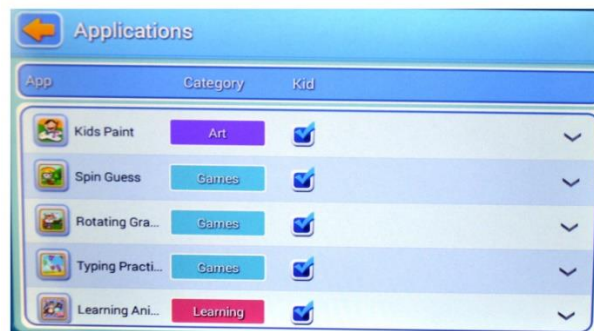 Applications
App Category Kid
Kids Paint Art
Spin Guess Games
Rotating Gra... Games
Typing Practi... Games
Learning Ani... Learning